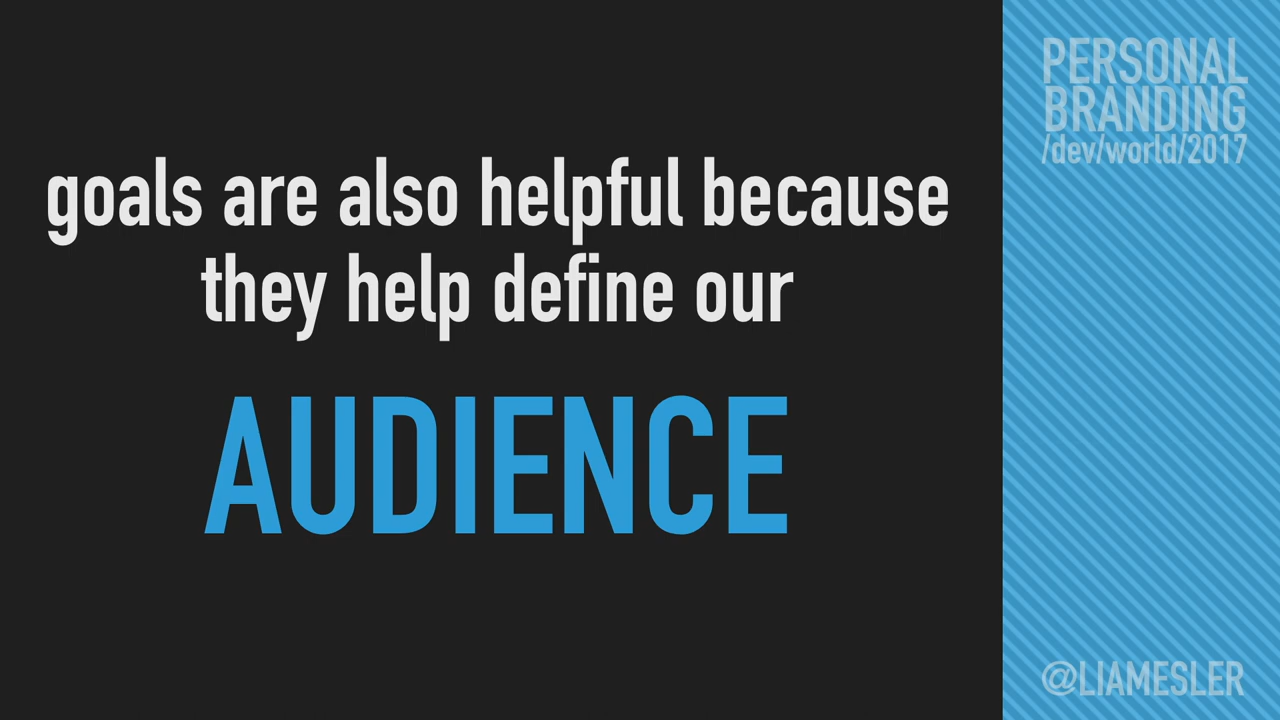 goals are also helpful because
they help define our
AUDIENCE
PERSONAL
BRANDING
/dev/world/2017
@LIAMESLER